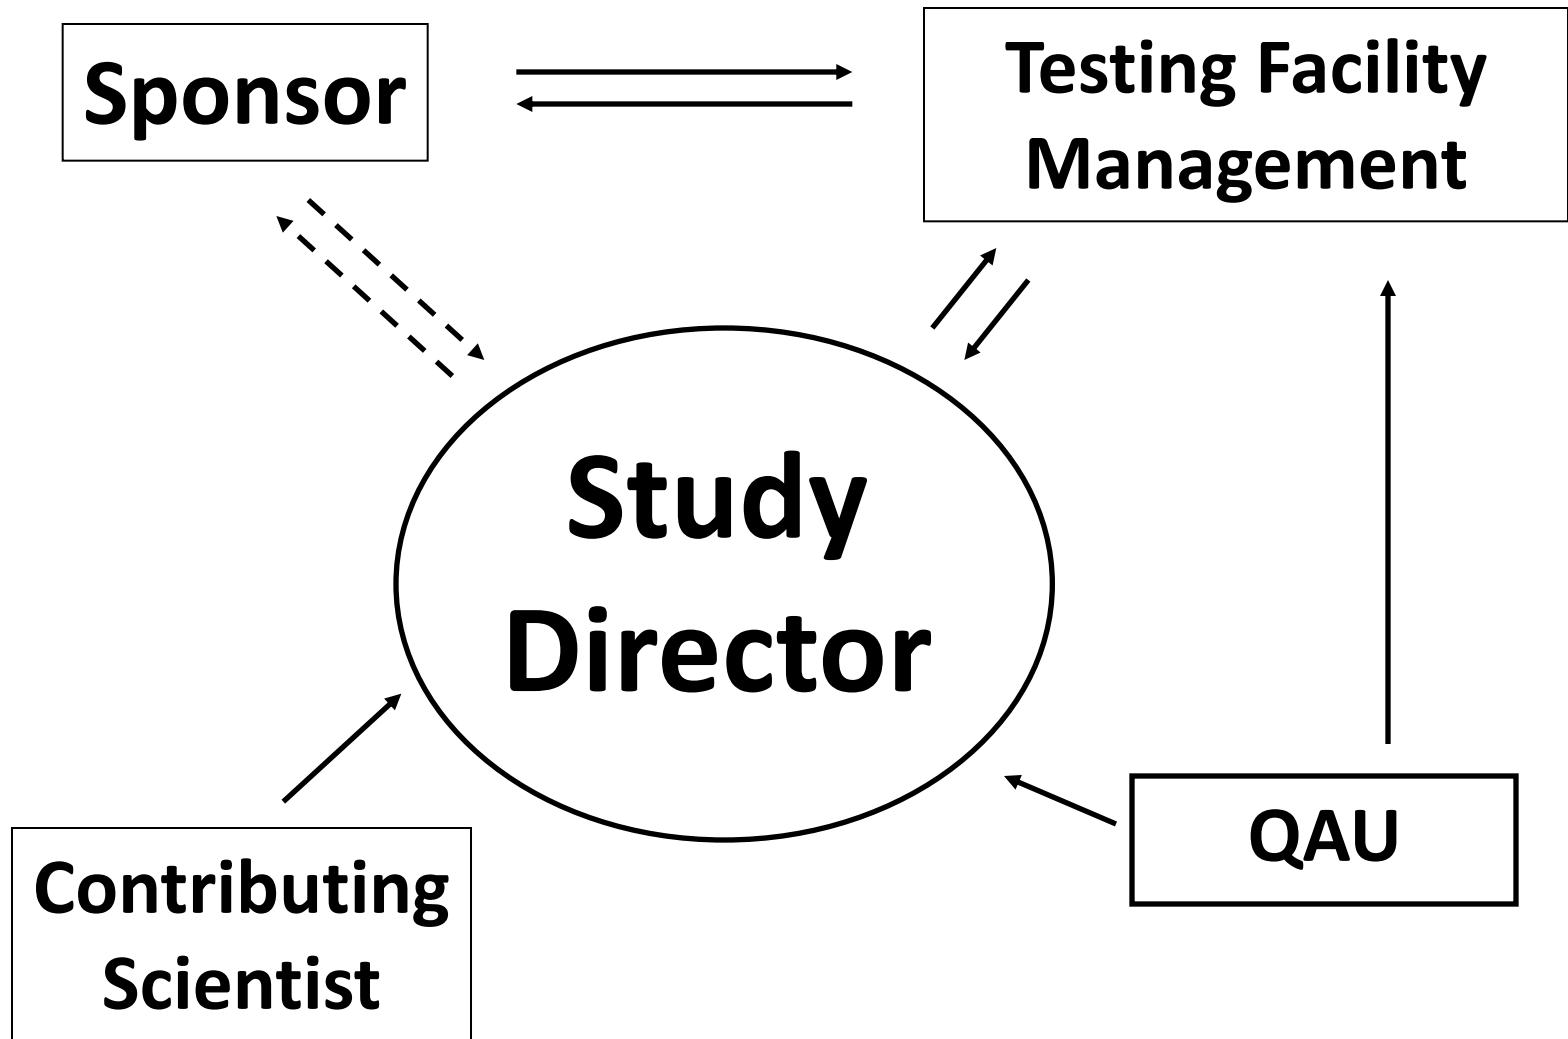 Sponsor
Testing Facility
Management
Study
Director
Contributing
Scientist
QAU